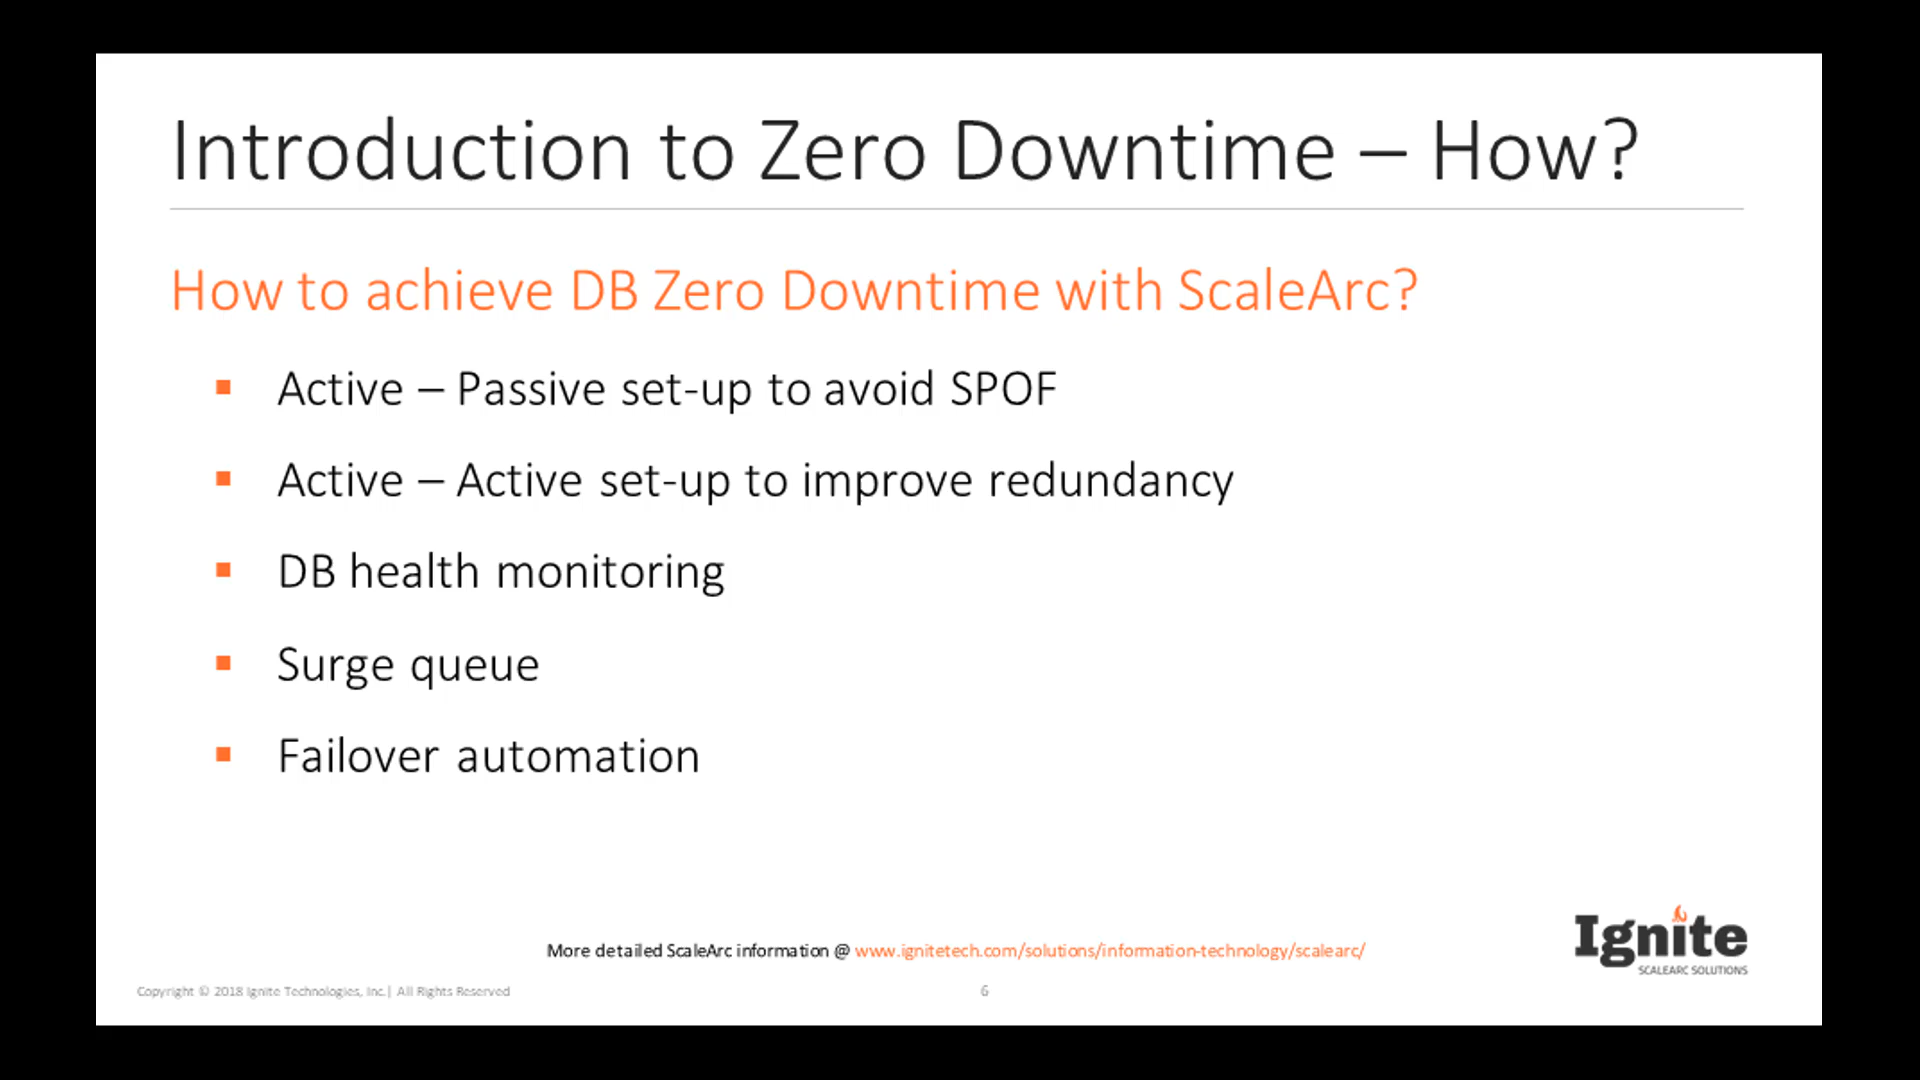 Introduction to Zero Downtime – How?
How to achieve DB Zero Downtime with ScaleArc?
▪ Active – Passive set-up to avoid SPOF
▪ Active – Active set-up to improve redundancy
▪ DB health monitoring
▪ Surge queue
▪ Failover automation
More detailed ScaleArc information @ www.ignitetech.com/solutions/information-technology/scalearc/
Ignite
SCALEARC SOLUTIONS
Copyright © 2018 Ignite Technologies, Inc.| All Rights Reserved
6